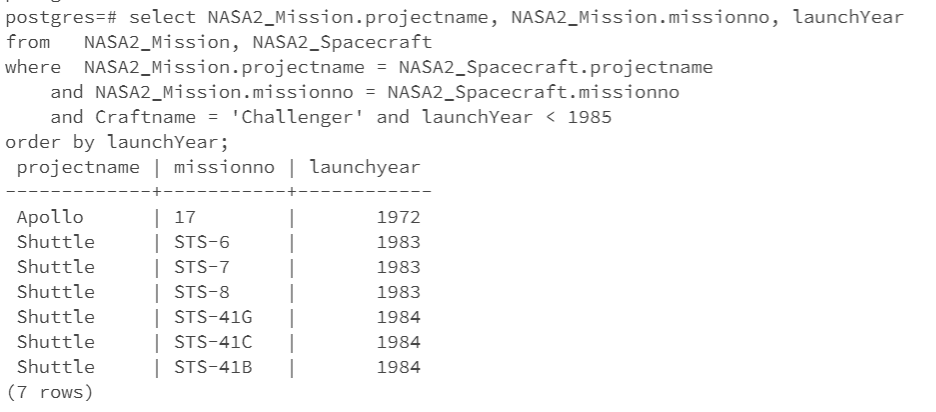 postgres=# select NASA2_Mission.projectname, NASA2_Mission.missionno, launchYear
from   NASA2_Mission, NASA2_Spacecraft
where  NASA2_Mission.projectname = NASA2_Spacecraft.projectname
    and NASA2_Mission.missionno = NASA2_Spacecraft.missionno
    and Craftname = 'Challenger' and launchYear < 1985
order by launchYear;
 projectname | missionno | launchyear
-------------+-----------+------------
 Apollo      | 17        |       1972
 Shuttle     | STS-6     |       1983
 Shuttle     | STS-7     |       1983
 Shuttle     | STS-8     |       1983
 Shuttle     | STS-41G   |       1984
 Shuttle     | STS-41C   |       1984
 Shuttle     | STS-41B   |       1984
(7 rows)